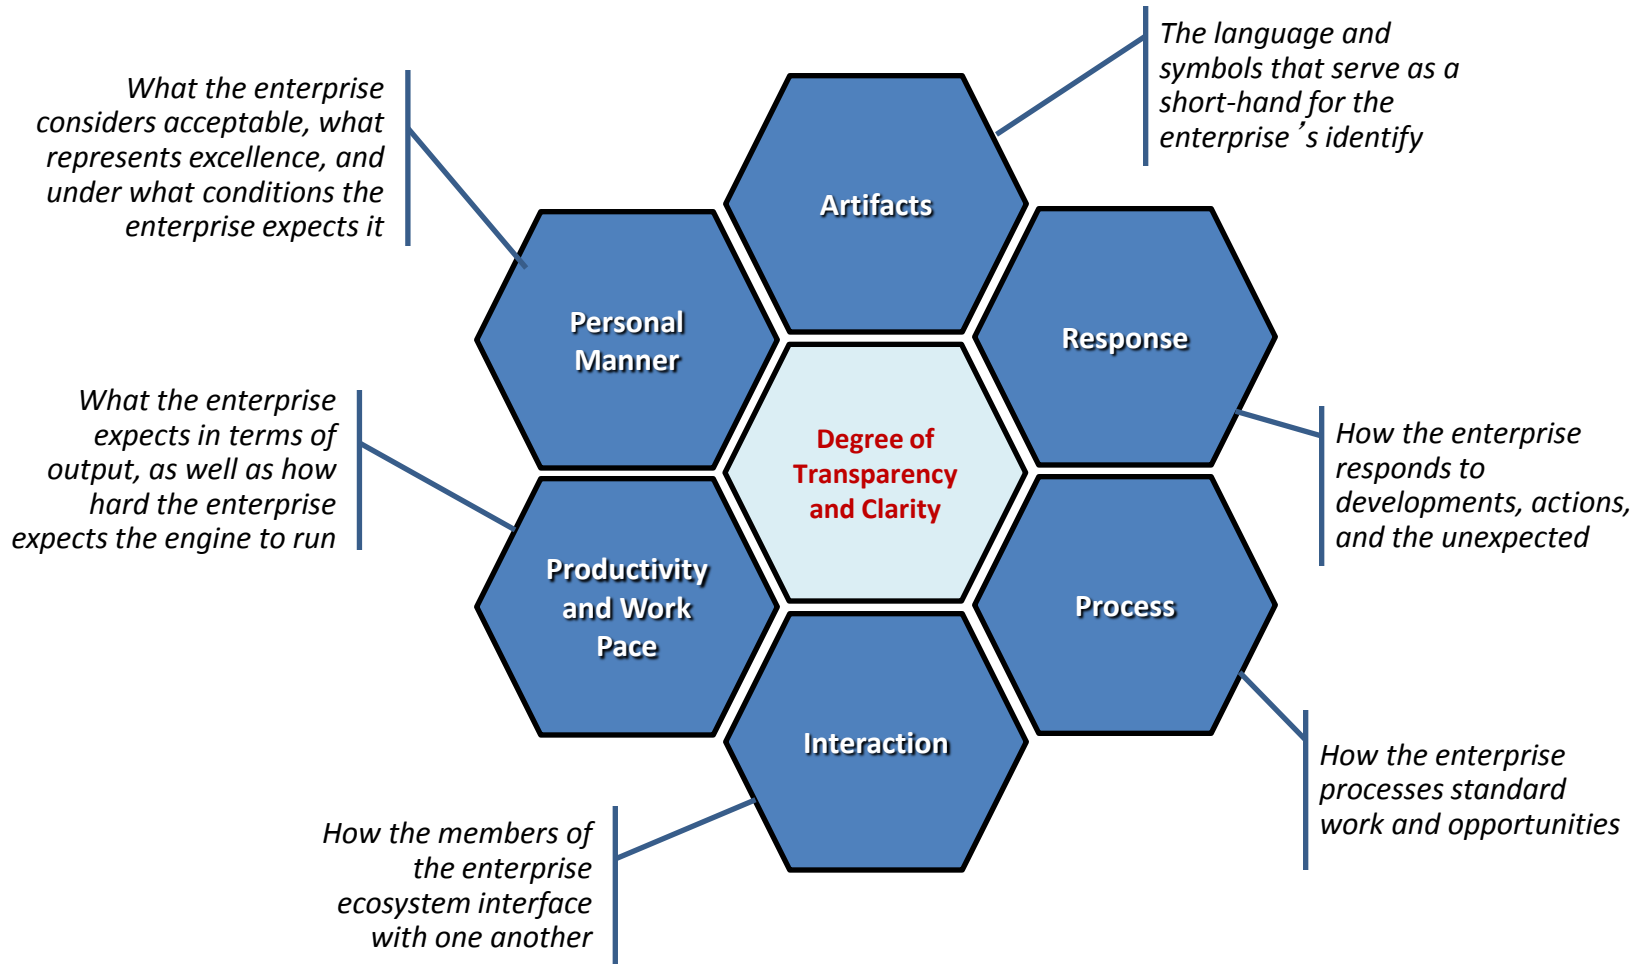 The language and
symbols that serve as a
short-hand for the
enterprise’s identify
What the enterprise
considers acceptable, what
represents excellence, and
under what conditions the
enterprise expects it
Artifacts
Personal
Manner
Response
What the enterprise
expects in terms of
output, as well as how
hard the enterprise
expects the engine to run
Degree of
Transparency
and Clarity
How the enterprise
responds to
developments, actions,
and the unexpected
Productivity
and Work
Pace
Process
Interaction
How the enterprise
processes standard
work and opportunities
How the members of
the enterprise
ecosystem interface
with one another